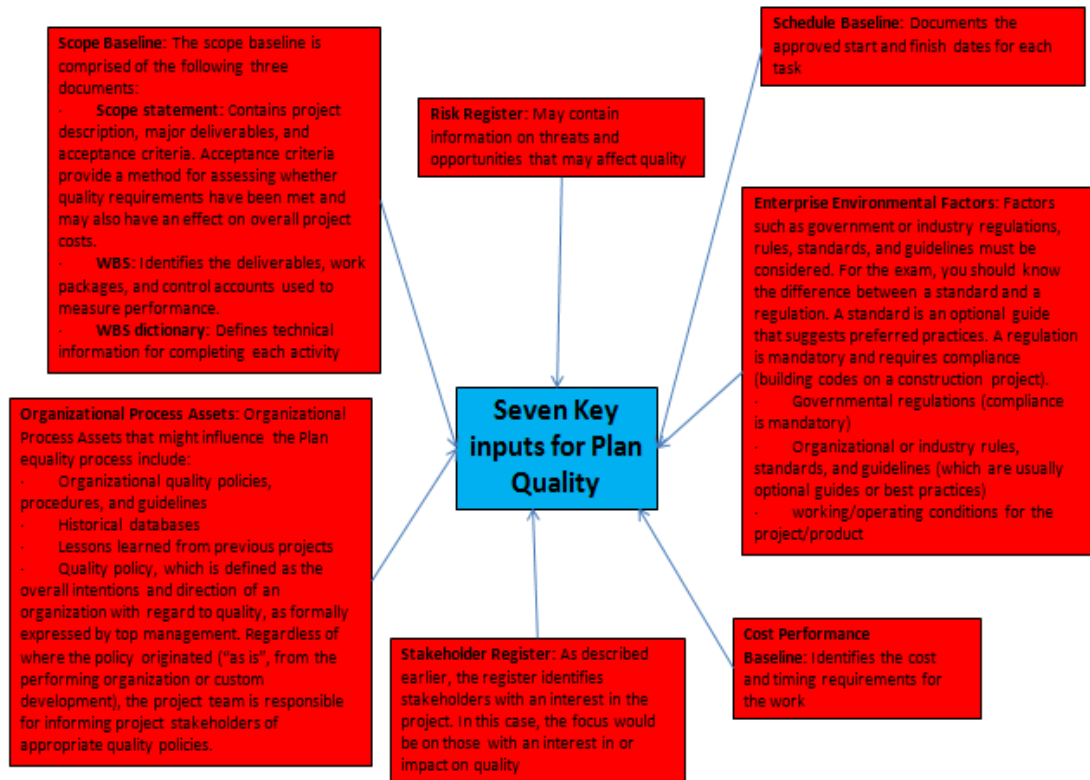 Scope Baseline: The scope baseline is
comprised of the following three
documents:
· Scope statement: Contains project
description, major deliverables, and
acceptance criteria. Acceptance criteria
provide a method for assessing whether
quality requirements have been met and
may also have an effect on overall project
costs.
· WBS: Identifies the deliverables, work
packages, and control accounts used to
measure performance.
· WBS dictionary: Defines technical
information for completing each activity
Risk Register: May contain
information on threats and
opportunities that may affect quality
Schedule Baseline: Documents the
approved start and finish dates for each
task
Enterprise Environmental Factors: Factors
such as government or industry regulations,
rules, standards, and guidelines must be
considered. For the exam, you should know
the difference between a standard and a
regulation. A standard is an optional guide
that suggests preferred practices. A regulation
is mandatory and requires compliance
(building codes on a construction project).
· Governmental regulations (compliance
is mandatory)
· Organizational or industry rules,
standards, and guidelines (which are usually
optional guides or best practices)
· working/operating conditions for the
project/product
Seven Key
inputs for Plan
Quality
Organizational Process Assets: Organizational
Process Assets that might influence the Plan
equality process include:
· Organizational quality policies,
procedures, and guidelines
· Historical databases
· Lessons learned from previous projects
· Quality policy, which is defined as the
overall intentions and direction of an
organization with regard to quality, as formally
expressed by top management. Regardless of
where the policy originated (“as is”, from the
performing organization or custom
development), the project team is responsible
for informing project stakeholders of
appropriate quality policies.
Stakeholder Register: As described
earlier, the register identifies
stakeholders with an interest in the
project. In this case, the focus would
be on those with an interest in or
impact on quality
Cost Performance
Baseline: Identifies the cost
and timing requirements for
the work